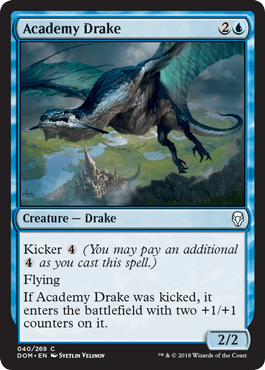 Academy Drake 2
Creature — Drake
Kicker 4 (You may pay an additional
4 as you cast this spell.)
Flying
If Academy Drake was kicked, it
enters the battlefield with two +1/+1
counters on it.
2/2
040/269 C
DOM • EN Svetlin Velinov
™ & © 2018 Wizards of the Coast